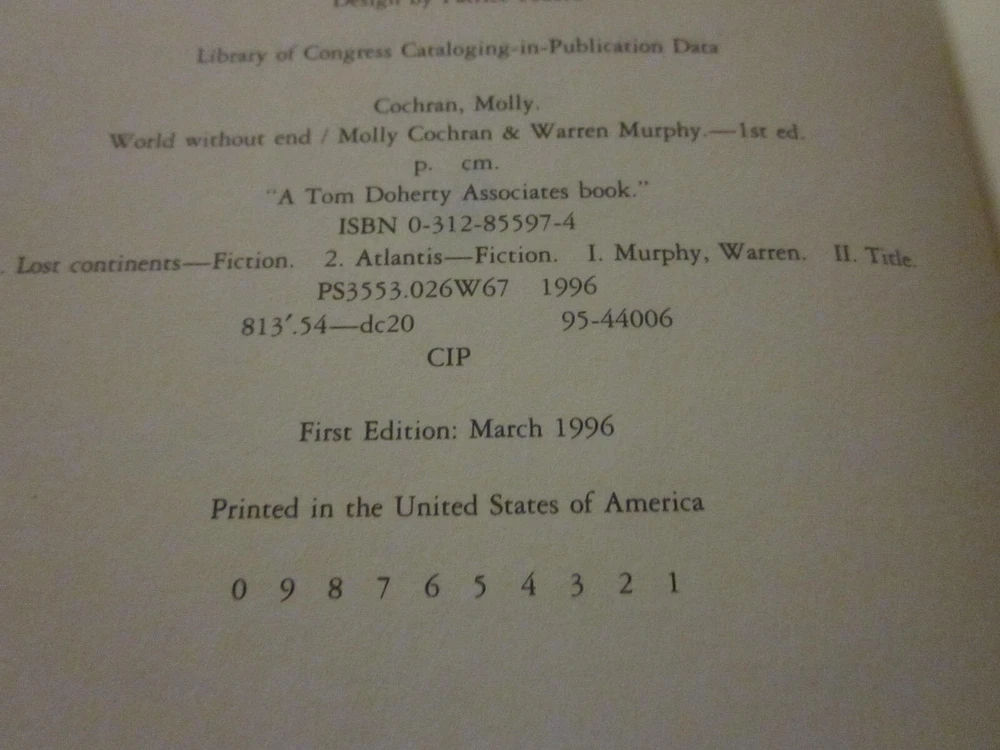 Design by
Library of Congress Cataloging-in-Publication Data
Cochran, Molly.
World without end / Molly Cochran & Warren Murphy.—1st ed.
p. cm.
"A Tom Doherty Associates book."
ISBN 0-312-85597-4
. Lost continents—Fiction. 2. Atlantis—Fiction. I. Murphy, Warren. II. Title.
PS3553.026W67 1996
813′.54—dc20 95-44006
CIP
First Edition: March 1996
Printed in the United States of America
0 9 8 7 6 5 4 3 2 1